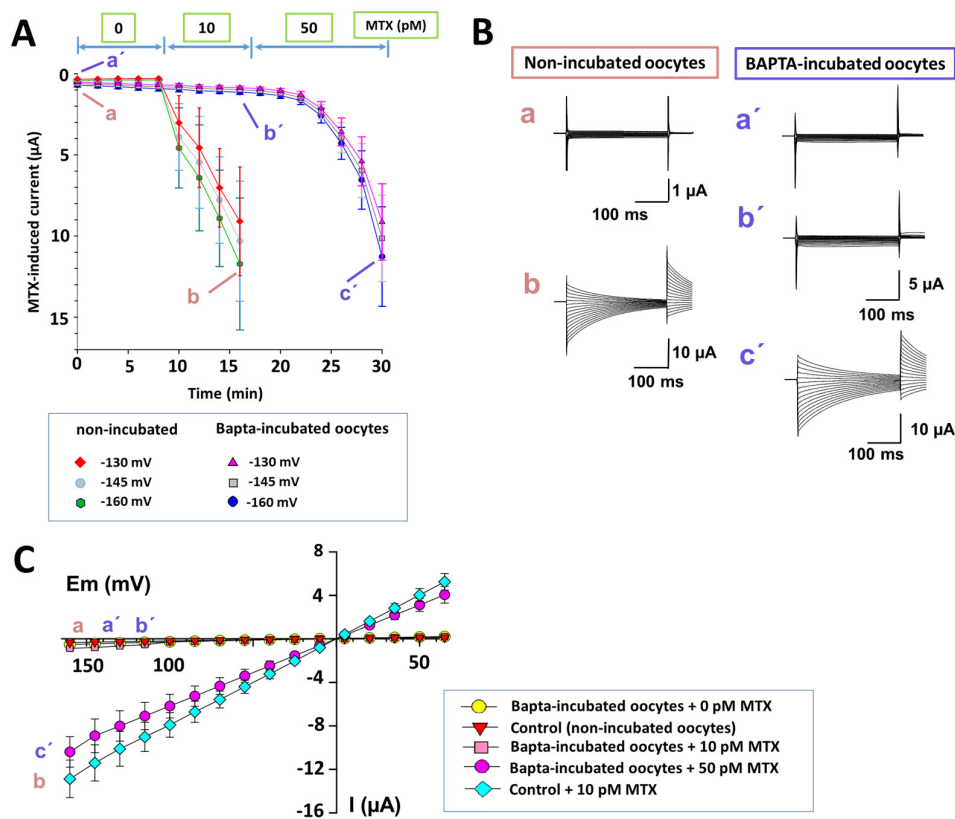 A
0
10
50
MTX (pM)
a´
a
b´
b
c´
0
5
10
15
MTX-induced current (µA)
0
5
10
15
20
25
30
Time (min)
non-incubated
Bapta-incubated oocytes
-130 mV
-130 mV
-145 mV
-145 mV
-160 mV
-160 mV
B
Non-incubated oocytes
BAPTA-incubated oocytes
a
a´
1 µA
100 ms
b´
5 µA
100 ms
b
10 µA
100 ms
c´
10 µA
100 ms
C
Em (mV)
8
4
a
a´
b´
150
100
50
-4
-8
-12
-16
c´
b
I (µA)
Bapta-incubated oocytes + 0 pM MTX
Control (non-incubated oocytes)
Bapta-incubated oocytes + 10 pM MTX
Bapta-incubated oocytes + 50 pM MTX
Control + 10 pM MTX